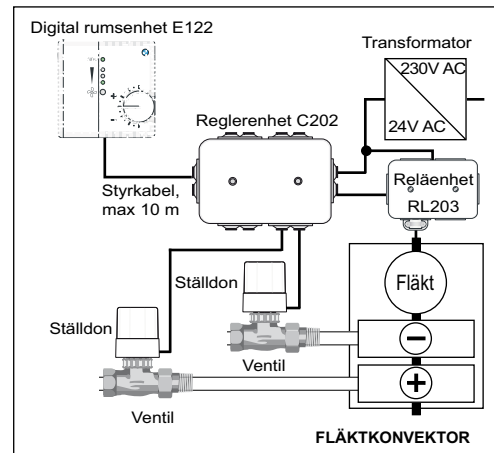 Digital rumsenhet E122
Transformator
230V AC
24V AC
Reglerenhet C202
Styrkabel,
max 10 m
Reläenhet
RL203
Fläkt
Ställdon
Ställdon
Ventil
Ventil
−
+
FLÄKTKONVEKTOR